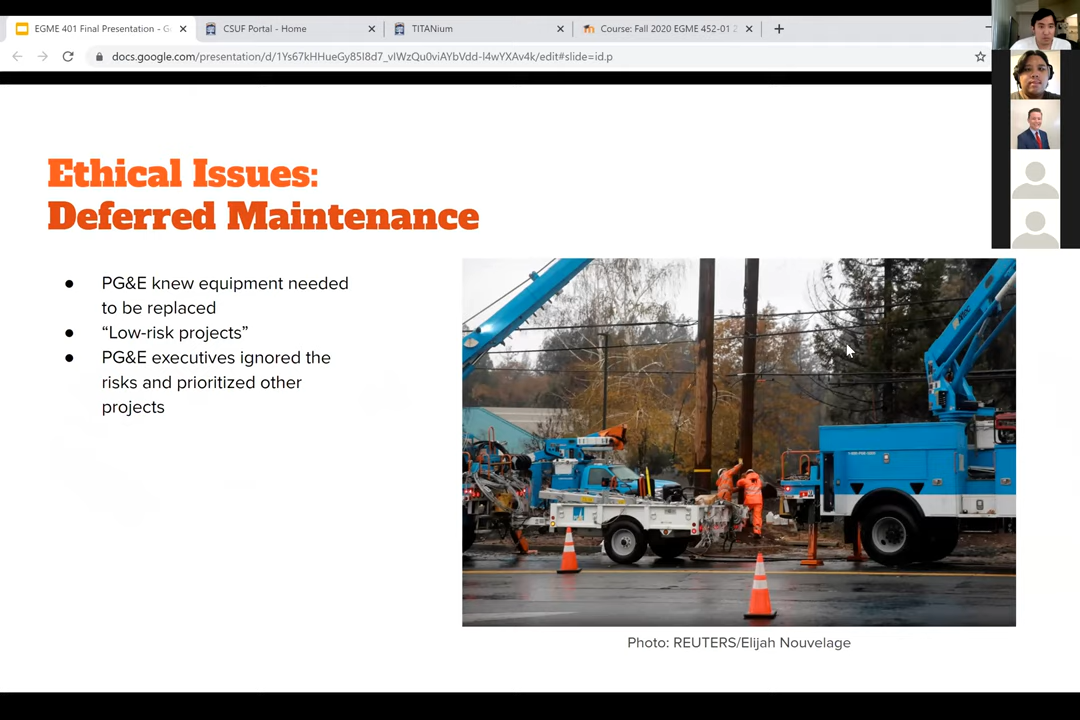 EGME 401 Final Presentation - G
CSUF Portal - Home
TITANium
Course: Fall 2020 EGME 452-01 2
docs.google.com/presentation/d/1Ys67kHHueGy85I8d7_vIWzQu0viAYbVdd-I4wYXAv4k/edit#slide=id.p
Ethical Issues:
Deferred Maintenance
● PG&E knew equipment needed
to be replaced
● “Low-risk projects”
● PG&E executives ignored the
risks and prioritized other
projects
Photo: REUTERS/Elijah Nouvelage